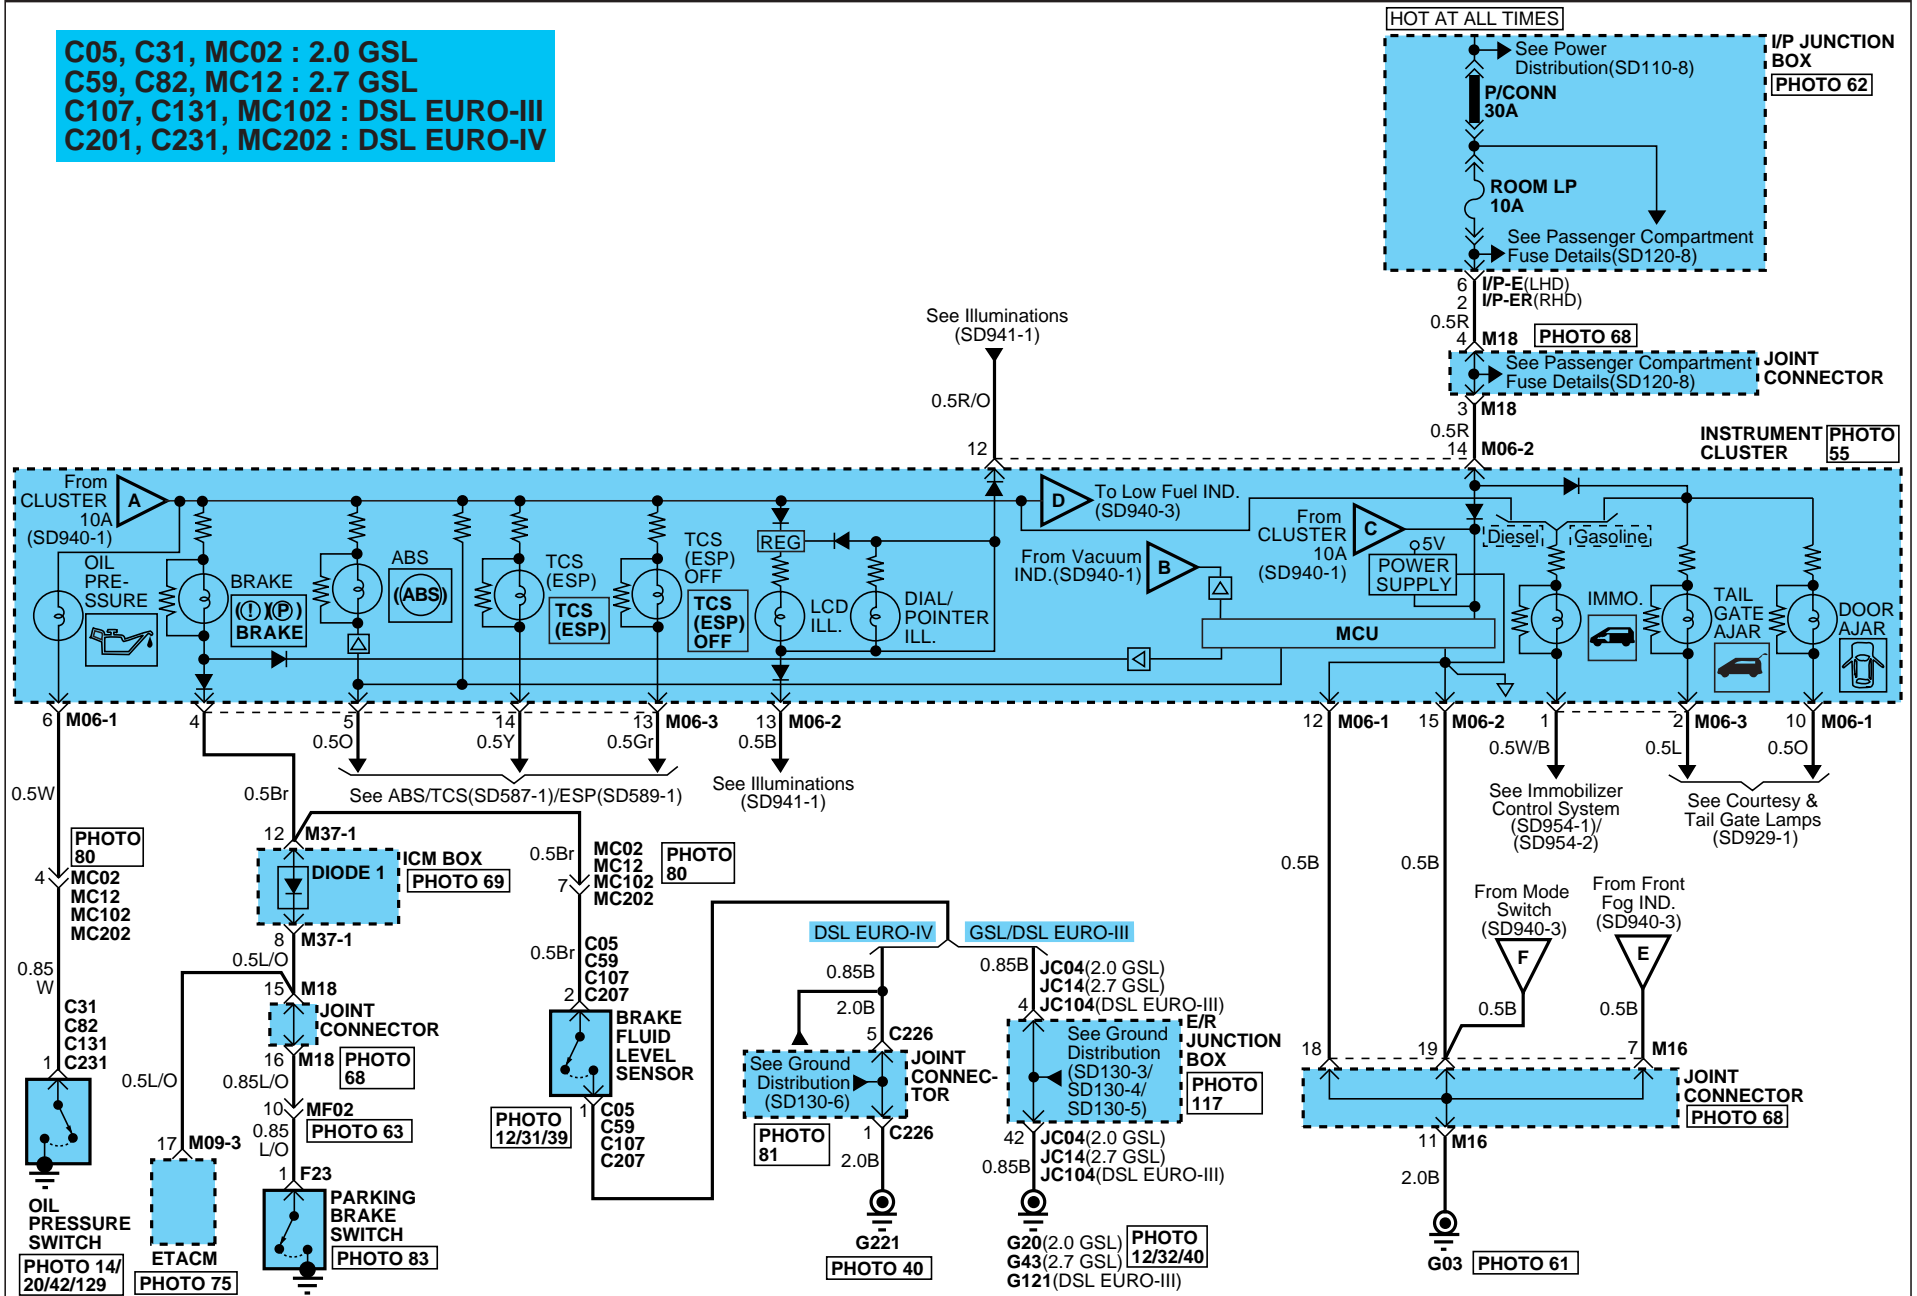 C05, C31, MC02 : 2.0 GSL
C59, C82, MC12 : 2.7 GSL
C107, C131, MC102 : DSL EURO-III
C201, C231, MC202 : DSL EURO-IV
HOT AT ALL TIMES
See Power
Distribution(SD110-8)
P/CONN
30A
ROOM LP
10A
See Passenger Compartment
Fuse Details(SD120-8)
I/P JUNCTION
BOX
PHOTO 62
6 I/P-E(LHD)
2 I/P-ER(RHD)
0.5R
4 M18
PHOTO 68
See Passenger Compartment
Fuse Details(SD120-8)
JOINT
CONNECTOR
3 M18
0.5R
14 M06-2
See Illuminations
(SD941-1)
0.5R/O
12
INSTRUMENT
CLUSTER
PHOTO
55
From
CLUSTER
10A
(SD940-1)
A
OIL
PRE-
SSURE
BRAKE
(!)(P)
BRAKE
ABS
(ABS)
TCS
(ESP)
TCS
(ESP)
TCS
(ESP)
OFF
TCS
(ESP)
OFF
REG
LCD
ILL.
DIAL/
POINTER
ILL.
D
To Low Fuel IND.
(SD940-3)
From Vacuum
IND.(SD940-1)
B
From
CLUSTER
10A
(SD940-1)
C
5V
POWER
SUPPLY
MCU
Diesel
Gasoline
IMMO.
TAIL
GATE
AJAR
DOOR
AJAR
6 M06-1
4
5
14
13 M06-3
13 M06-2
12 M06-1
15 M06-2
1
2 M06-3
10 M06-1
0.5O
0.5Y
0.5Gr
0.5B
0.5W/B
0.5L
0.5O
See ABS/TCS(SD587-1)/ESP(SD589-1)
See Illuminations
(SD941-1)
See Immobilizer
Control System
(SD954-1)/
(SD954-2)
See Courtesy &
Tail Gate Lamps
(SD929-1)
0.5W
0.5Br
PHOTO
80
4 MC02
MC12
MC102
MC202
0.85
W
C31
C82
C131
1 C231
OIL
PRESSURE
SWITCH
PHOTO 14/
20/42/129
12 M37-1
DIODE 1
ICM BOX
PHOTO 69
8 M37-1
0.5L/O
15 M18
JOINT
CONNECTOR
16 M18
PHOTO
68
0.5L/O
0.85L/O
10 MF02
PHOTO 63
0.85
L/O
17 M09-3
ETACM
PHOTO 75
1 F23
PARKING
BRAKE
SWITCH
PHOTO 83
0.5Br
MC02
MC12
7 MC102
MC202
PHOTO
80
0.5Br
C05
C59
C107
2 C207
BRAKE
FLUID
LEVEL
SENSOR
PHOTO
12/31/39
1 C05
C59
C107
C207
DSL EURO-IV
GSL/DSL EURO-III
0.85B
2.0B
5 C226
See Ground
Distribution
(SD130-6)
JOINT
CONNEC-
TOR
PHOTO
81
1 C226
2.0B
G221
PHOTO 40
0.85B
JC04(2.0 GSL)
JC14(2.7 GSL)
4 JC104(DSL EURO-III)
See Ground
Distribution
(SD130-3/
SD130-4/
SD130-5)
E/R
JUNCTION
BOX
PHOTO
117
42 JC04(2.0 GSL)
JC14(2.7 GSL)
0.85B
JC104(DSL EURO-III)
G20(2.0 GSL)
G43(2.7 GSL)
G121(DSL EURO-III)
PHOTO
12/32/40
0.5B
0.5B
From Mode
Switch
(SD940-3)
F
0.5B
From Front
Fog IND.
(SD940-3)
E
0.5B
18
19
7 M16
JOINT
CONNECTOR
PHOTO 68
11 M16
2.0B
G03
PHOTO 61